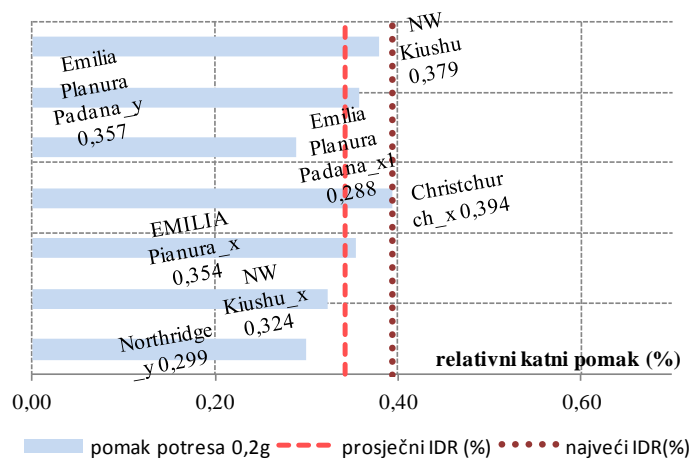 NW
Kiushu
0,379
Emilia
Planura
Padana_y
0,357
Emilia
Planura
Padana_x1
0,288
Christchur
ch_x 0,394
EMILIA
Pianura_x
0,354
NW
Kiushu_x
0,324
Northridge
_y 0,299
relativni katni pomak (%)
0,00 0,20 0,40 0,60
pomak potresa 0,2g prosječni IDR (%) najveći IDR(%)